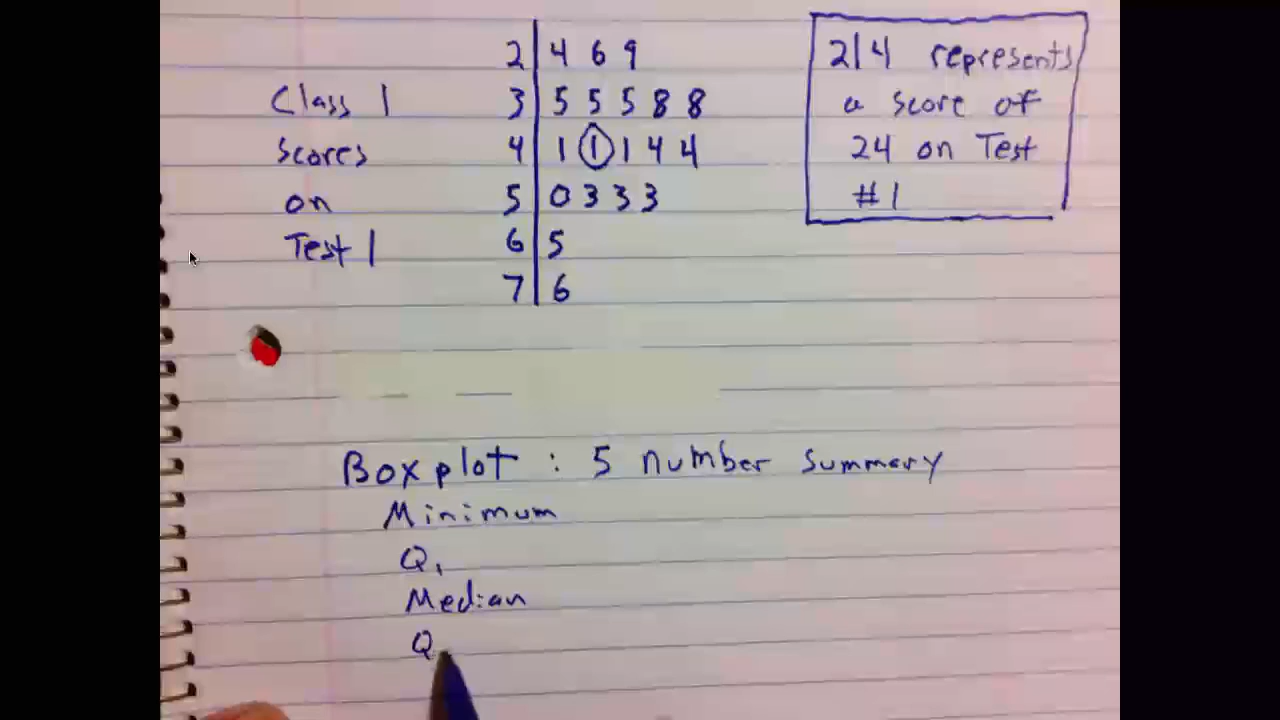 2 | 4 6 9
Class 1 3 | 5 5 5 8 8
Scores 4 | 1 1 1 4 4
on 5 | 0 3 3 3
Test 1 6 | 5
7 | 6
2|4 represents
a score of
24 on Test
#1
Boxplot : 5 number summary
Minimum
Q1
Median
Q